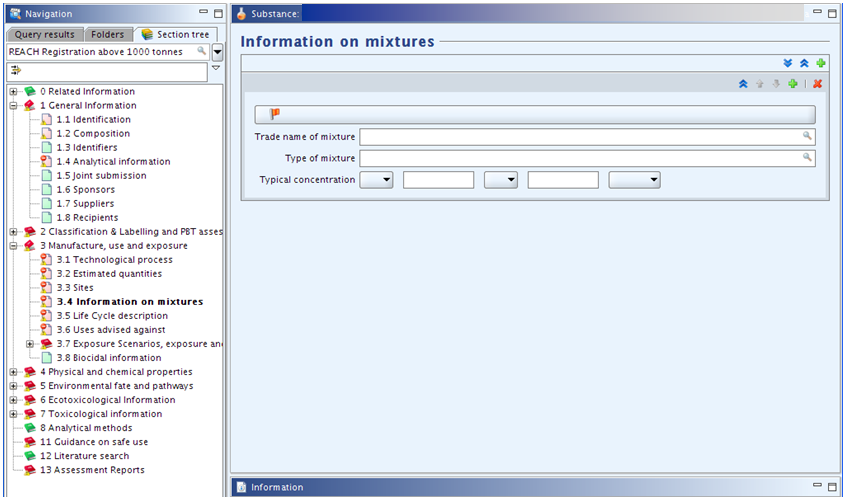 Navigation
Query results
Folders
Section tree
REACH Registration above 1000 tonnes
0 Related Information
1 General Information
1.1 Identification
1.2 Composition
1.3 Identifiers
1.4 Analytical information
1.5 Joint submission
1.6 Sponsors
1.7 Suppliers
1.8 Recipients
2 Classification & Labelling and PBT asses
3 Manufacture, use and exposure
3.1 Technological process
3.2 Estimated quantities
3.3 Sites
3.4 Information on mixtures
3.5 Life Cycle description
3.6 Uses advised against
3.7 Exposure Scenarios, exposure an
3.8 Biocidal information
4 Physical and chemical properties
5 Environmental fate and pathways
6 Ecotoxicological Information
7 Toxicological information
8 Analytical methods
11 Guidance on safe use
12 Literature search
13 Assessment Reports
Substance:
Information on mixtures
Trade name of mixture
Type of mixture
Typical concentration
Information